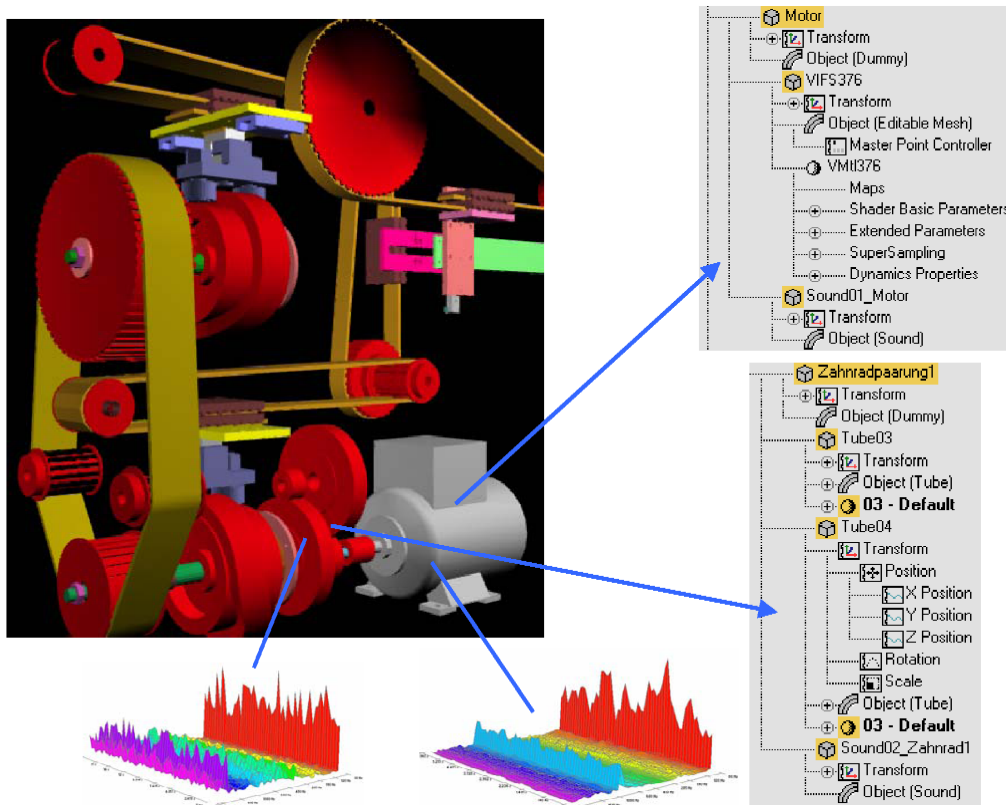 Motor
Transform
Object (Dummy)
VIFS376
Transform
Object (Editable Mesh)
Master Point Controller
VMtl376
Maps
Shader Basic Parameters
Extended Parameters
SuperSampling
Dynamics Properties
Sound01_Motor
Transform
Object (Sound)
Zahnradpaarung1
Transform
Object (Dummy)
Tube03
Transform
Object (Tube)
03 - Default
Tube04
Transform
Position
X Position
Y Position
Z Position
Rotation
Scale
Object (Tube)
03 - Default
Sound02_Zahnrad1
Transform
Object (Sound)